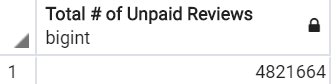 Total # of Unpaid Reviews
bigint
1 4821664